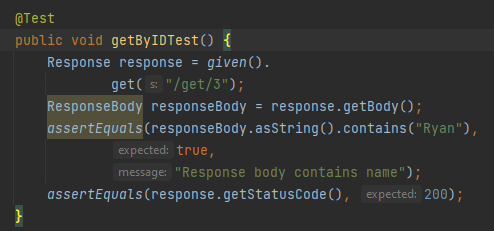 @Test
public void getByIDTest() {
Response response = given().
get( s: "/get/3");
ResponseBody responseBody = response.getBody();
assertEquals(responseBody.asString().contains("Ryan"),
expected: true,
message: "Response body contains name");
assertEquals(response.getStatusCode(), expected: 200);
}